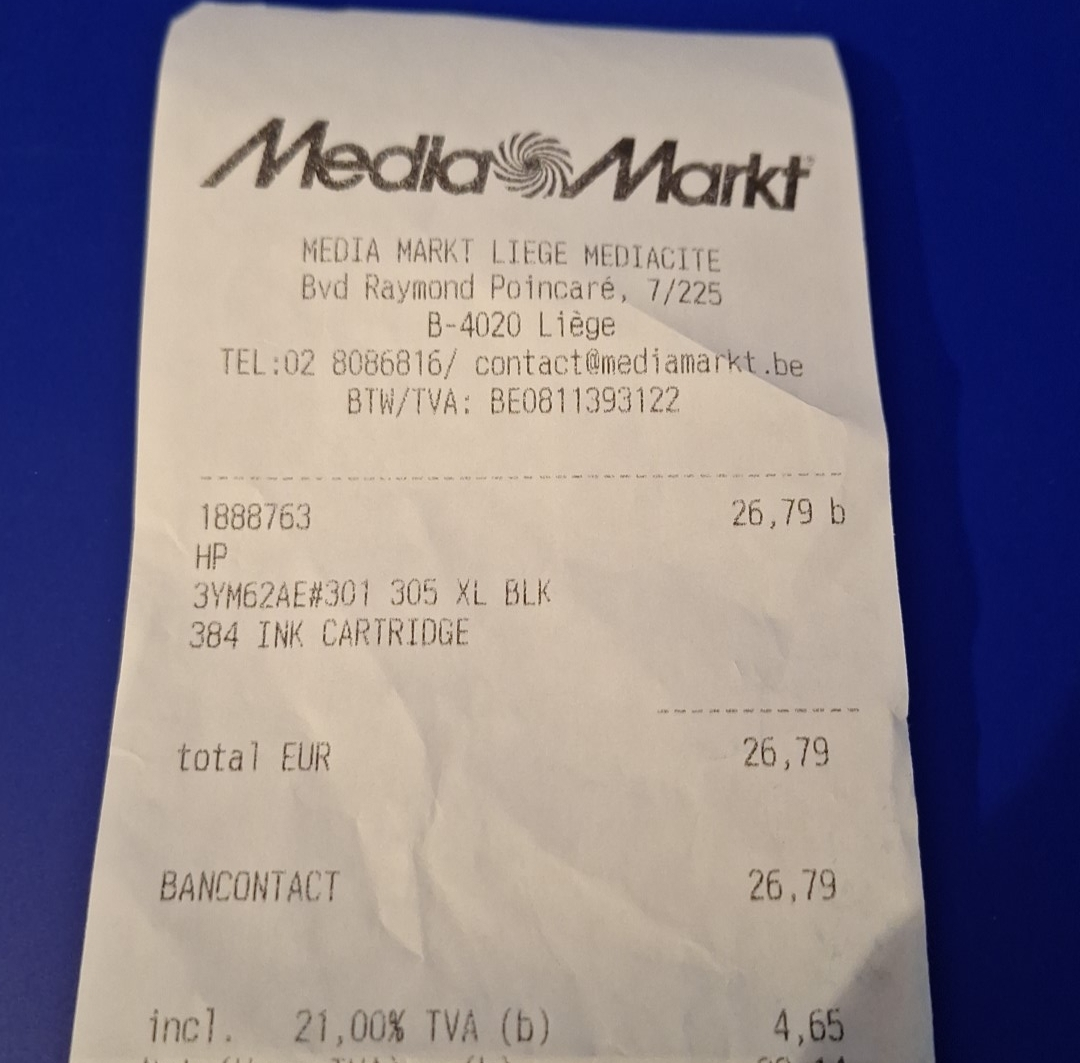 Media Markt
MEDIA MARKT LIEGE MEDIACITE
Bvd Raymond Poincaré, 7/225
B-4020 Liège
TEL:02 8086816/ contact@mediamarkt.be
BTW/TVA: BE0811393122
1888763 26,79 b
HP
3YM62AE#301 305 XL BLK
384 INK CARTRIDGE
total EUR 26,79
BANCONTACT 26,79
incl. 21,00% TVA (b) 4,65